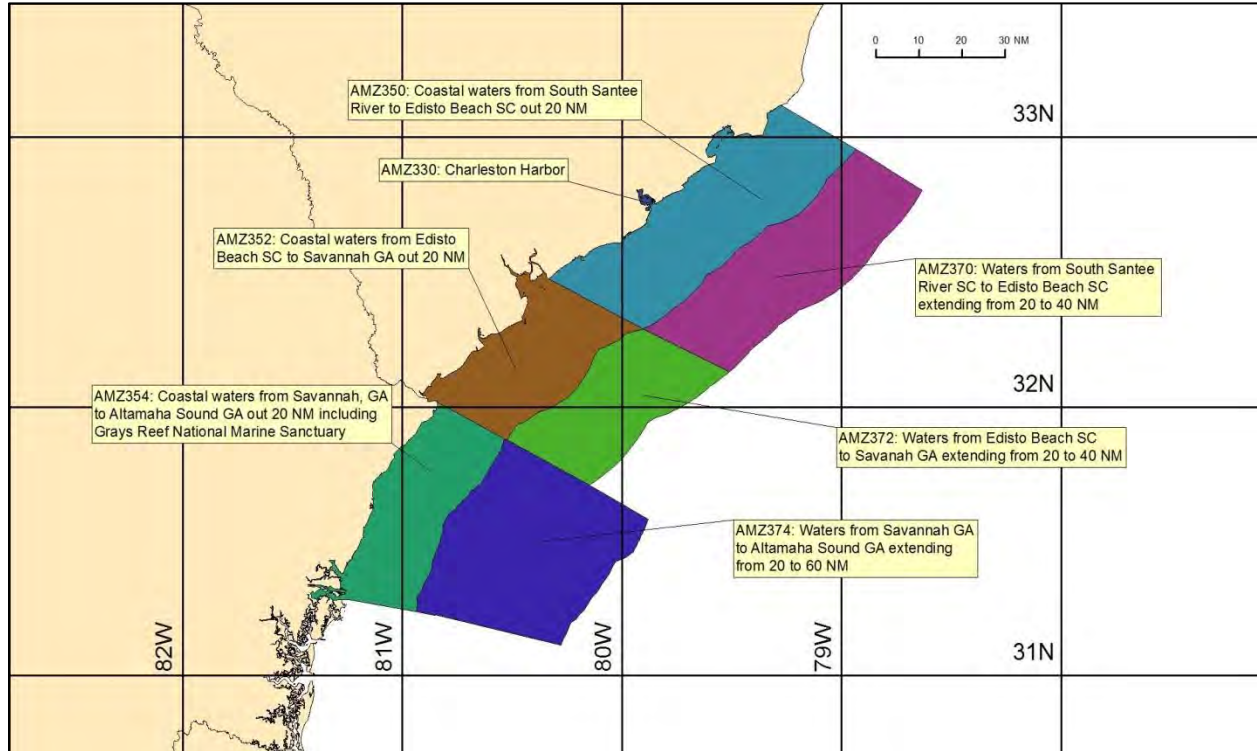 0 10 20 30 NM
AMZ350: Coastal waters from South Santee
River to Edisto Beach SC out 20 NM
33N
AMZ330: Charleston Harbor
AMZ352: Coastal waters from Edisto
Beach SC to Savannah GA out 20 NM
AMZ370: Waters from South Santee
River SC to Edisto Beach SC
extending from 20 to 40 NM
32N
AMZ354: Coastal waters from Savannah, GA
to Altamaha Sound GA out 20 NM including
Grays Reef National Marine Sanctuary
AMZ372: Waters from Edisto Beach SC
to Savanah GA extending from 20 to 40 NM
AMZ374: Waters from Savannah GA
to Altamaha Sound GA extending
from 20 to 60 NM
82W
81W
80W
79W
31N